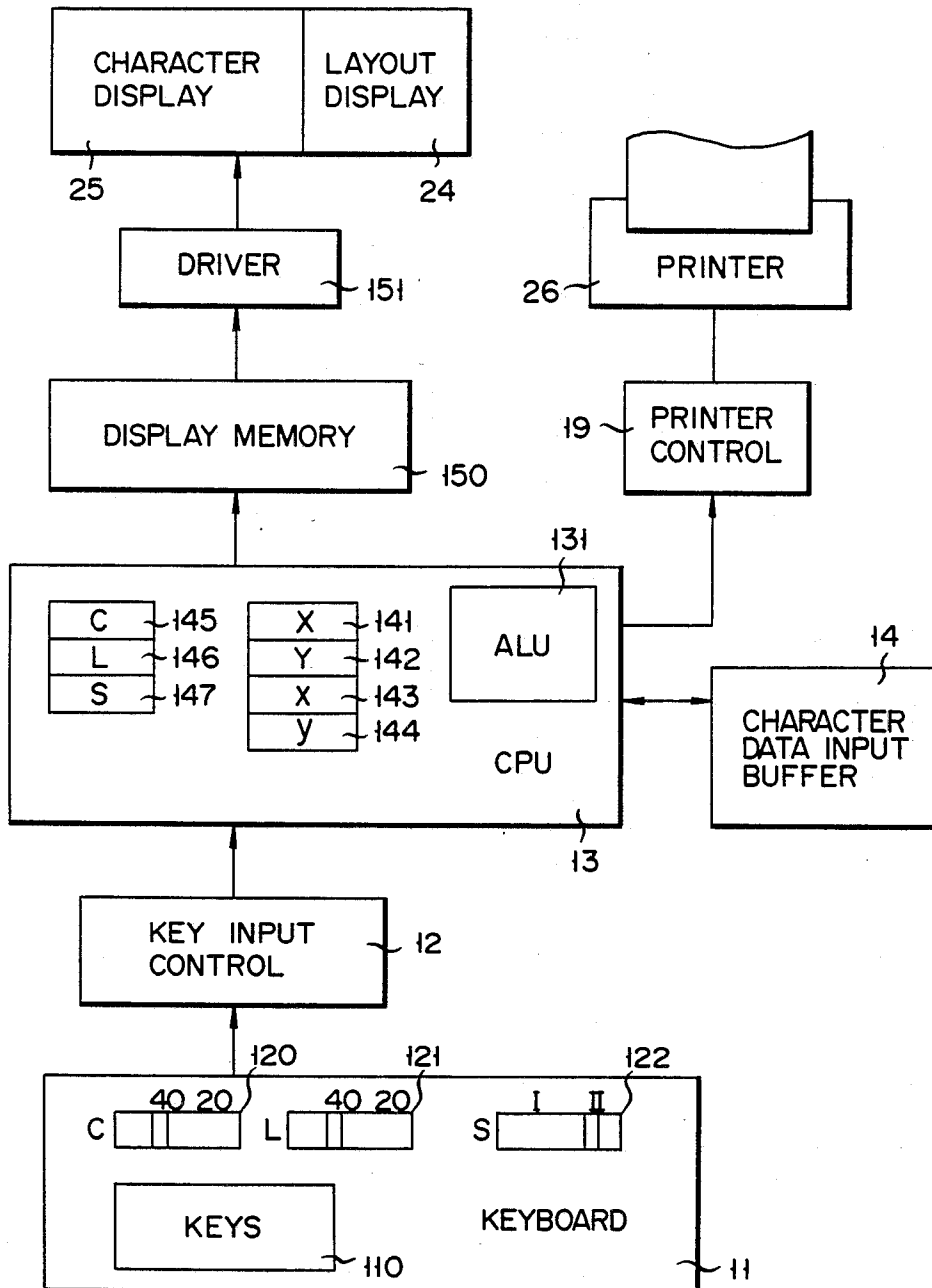 CHARACTER DISPLAY
LAYOUT DISPLAY
25
24
DRIVER
151
PRINTER
26
DISPLAY MEMORY
150
19
PRINTER CONTROL
131
C
145
X
141
ALU
L
146
Y
142
S
147
x
143
y
144
CPU
14
CHARACTER DATA INPUT BUFFER
13
KEY INPUT CONTROL
12
120
121
122
40 20
40 20
I II
C
L
S
KEYS
110
KEYBOARD
11